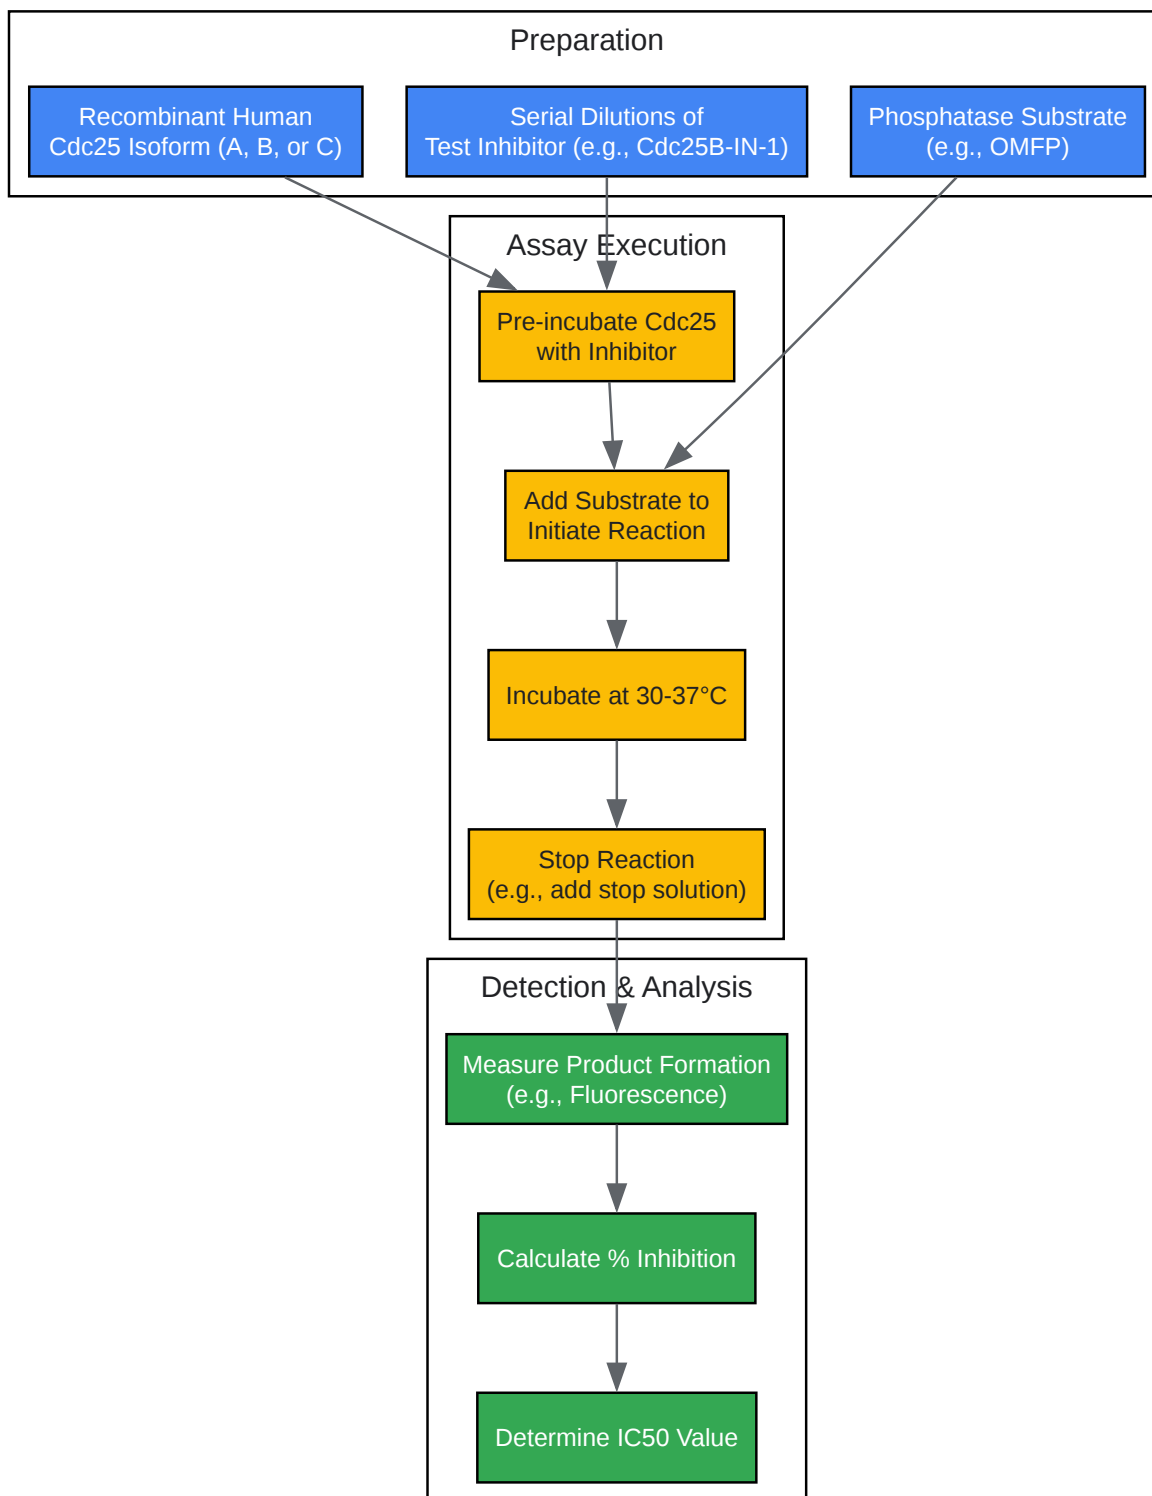 Preparation
Recombinant Human
Cdc25 Isoform (A, B, or C)
Serial Dilutions of
Test Inhibitor (e.g., Cdc25B-IN-1)
Phosphatase Substrate
(e.g., OMFP)
Assay Execution
Pre-incubate Cdc25
with Inhibitor
Add Substrate to
Initiate Reaction
Incubate at 30-37°C
Stop Reaction
(e.g., add stop solution)
Detection & Analysis
Measure Product Formation
(e.g., Fluorescence)
Calculate % Inhibition
Determine IC50 Value